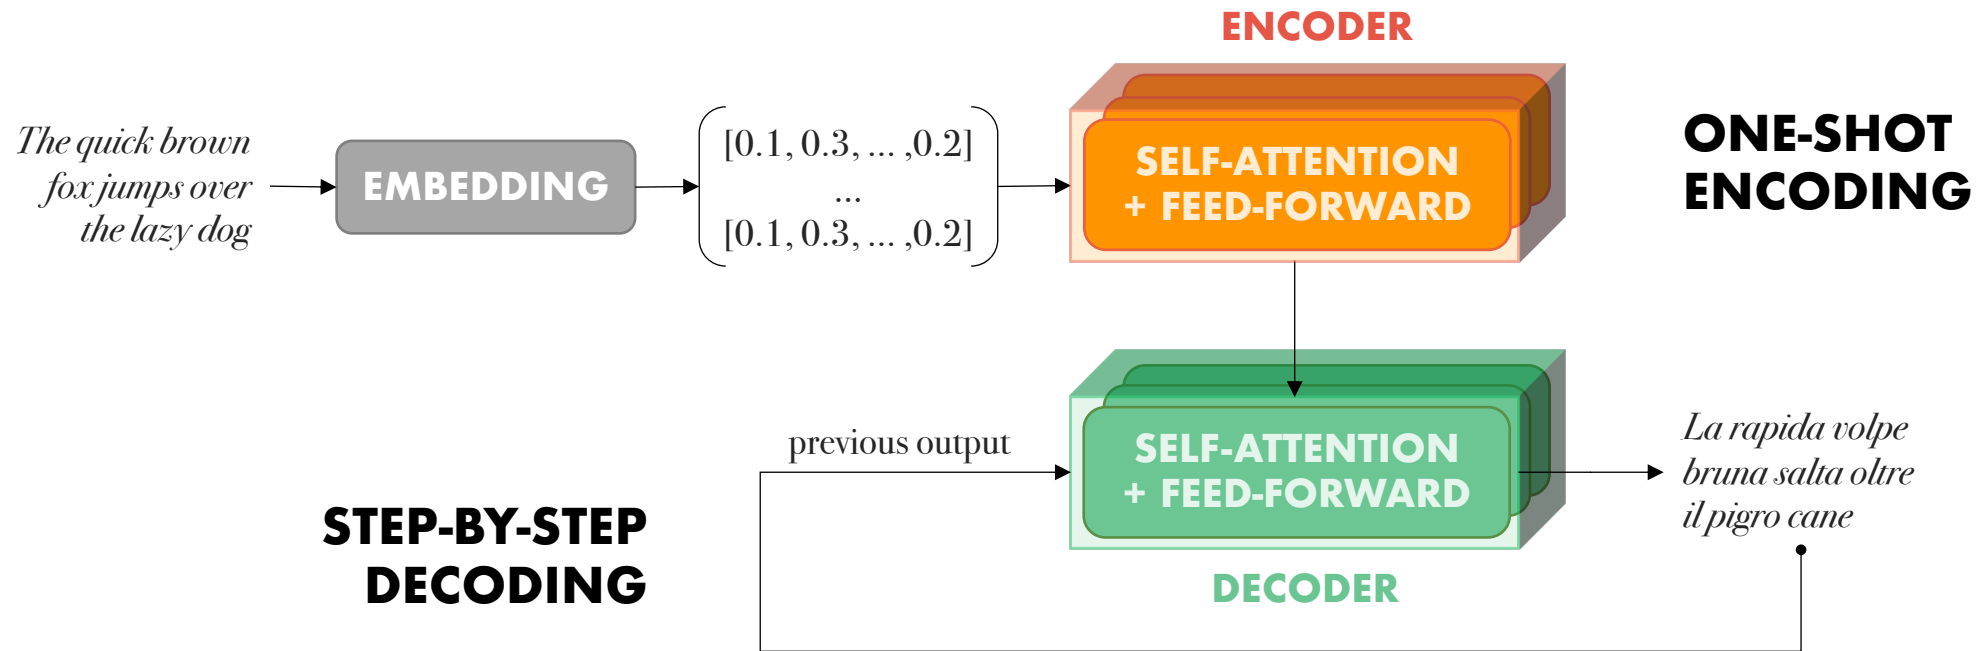 ENCODER
The quick brown
fox jumps over
the lazy dog
EMBEDDING
[0.1, 0.3, ... ,0.2]
...
[0.1, 0.3, ... ,0.2]
SELF-ATTENTION
+ FEED-FORWARD
ONE-SHOT
ENCODING
previous output
SELF-ATTENTION
+ FEED-FORWARD
La rapida volpe
bruna salta oltre
il pigro cane
STEP-BY-STEP
DECODING
DECODER